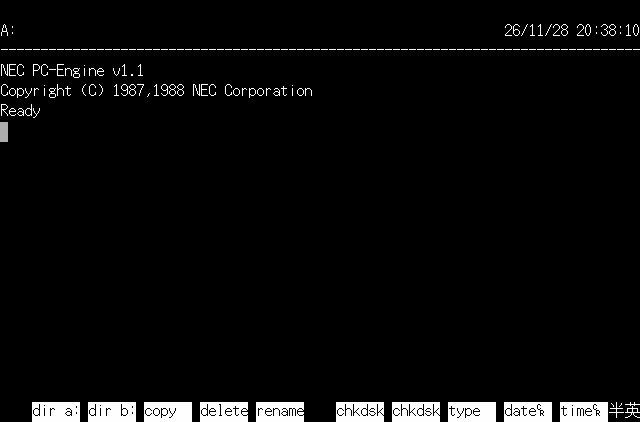 A: 26/11/28 20:38:10
NEC PC-Engine v1.1
Copyright (C) 1987,1988 NEC Corporation
Ready
dir a: dir b: copy delete rename chkdsk chkdsk type date␍ time␍ 半英